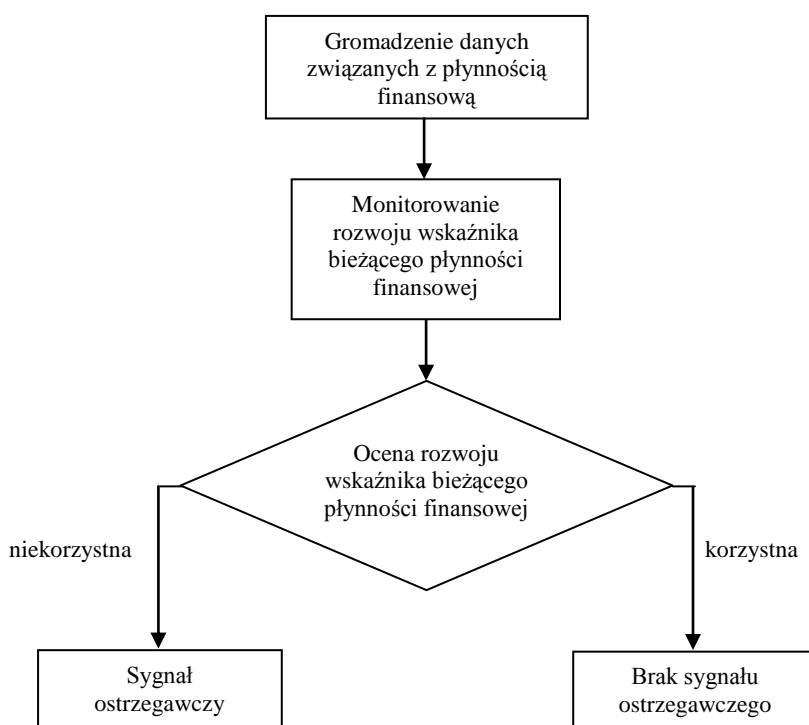 Gromadzenie danych
związanych z płynnością
finansową
Monitorowanie
rozwoju wskaźnika
bieżącego płynności
finansowej
Ocena rozwoju
wskaźnika bieżącego
płynności finansowej
niekorzystna
korzystna
Sygnał
ostrzegawczy
Brak sygnału
ostrzegawczego